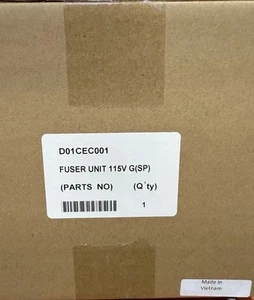 D01CEC001
FUSER UNIT 115V G(SP)
(PARTS NO) (Q'ty)
1
Made in
Vietnam